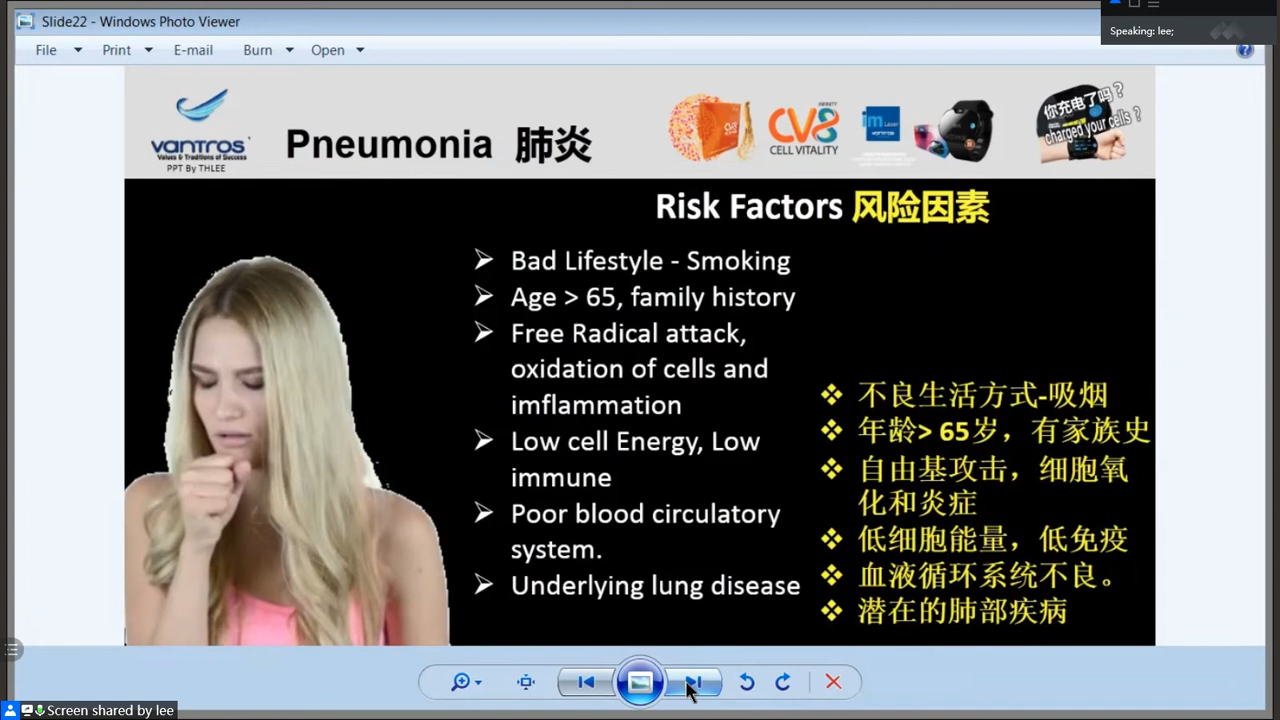 Slide22 - Windows Photo Viewer
Speaking: lee;
File Print E-mail Burn Open
vantros
Values & Traditions of Success
PPT By THLEE
Pneumonia 肺炎
CV8
INFINITY
CV8
CELL VITALITY
im Laser
VANTROS
你充电了吗？
charged your cells ?
Risk Factors 风险因素
Bad Lifestyle - Smoking
Age > 65, family history
Free Radical attack,
oxidation of cells and
imflammation
Low cell Energy, Low
immune
Poor blood circulatory
system.
Underlying lung disease
不良生活方式-吸烟
年龄> 65岁，有家族史
自由基攻击，细胞氧
化和炎症
低细胞能量，低免疫
血液循环系统不良。
潜在的肺部疾病
Screen shared by lee